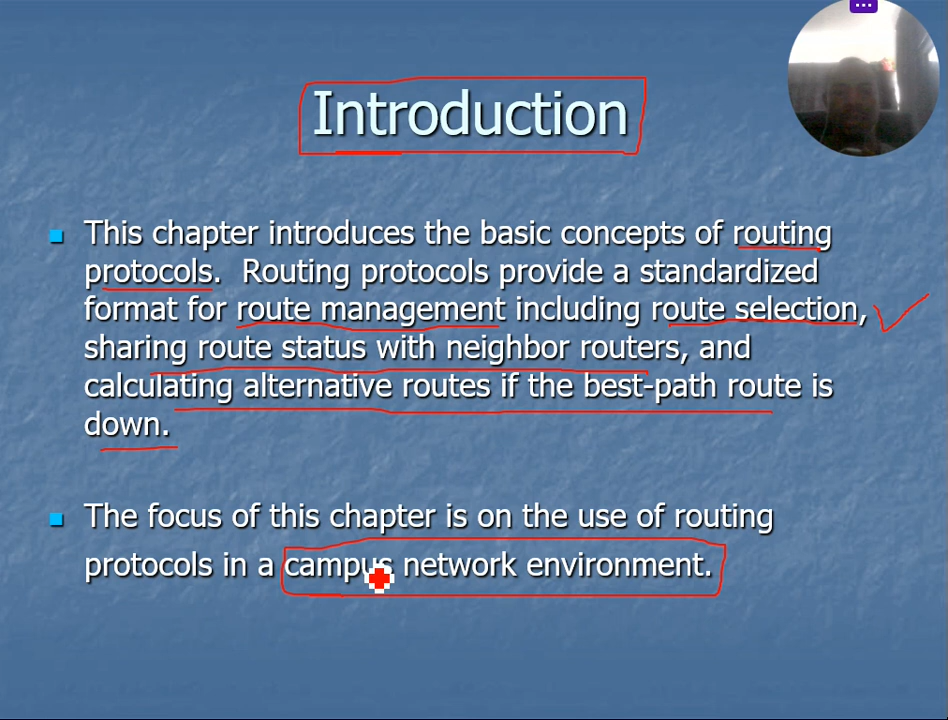 Introduction
This chapter introduces the basic concepts of routing
protocols. Routing protocols provide a standardized
format for route management including route selection,
sharing route status with neighbor routers, and
calculating alternative routes if the best-path route is
down.
The focus of this chapter is on the use of routing
protocols in a campus network environment.